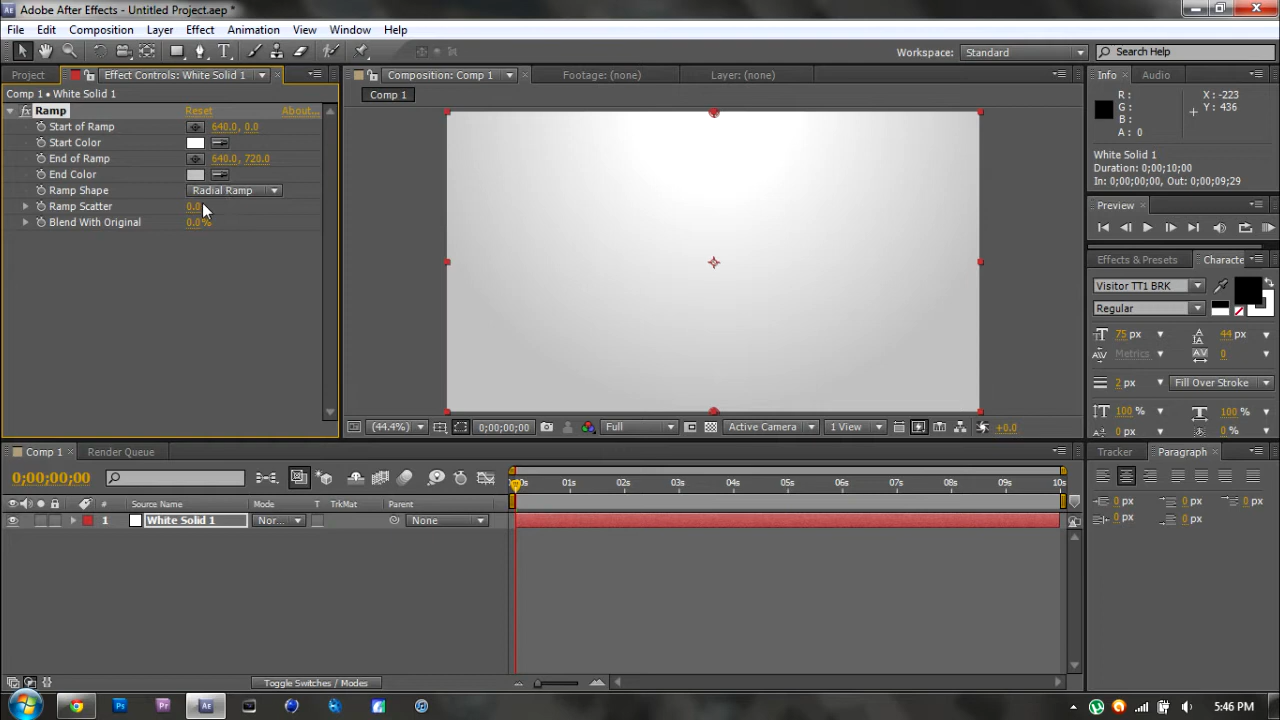 Adobe After Effects - Untitled Project.aep *
File Edit Composition Layer Effect Animation View Window Help
Workspace: Standard Search Help
Project Effect Controls: White Solid 1 Composition: Comp 1 Footage: (none) Layer: (none) Info Audio
Comp 1 • White Solid 1
Comp 1
Ramp Reset About...
Start of Ramp 640.0, 0.0
Start Color
End of Ramp 640.0, 720.0
End Color
Ramp Shape Radial Ramp
Ramp Scatter 0.0
Blend With Original 0.0%
R : X : -223
G : Y : 436
B :
A : 0
White Solid 1
Duration: 0;00;10;00
In: 0;00;00;00, Out: 0;00;09;29
Preview
Effects & Presets Characte
Visitor TT1 BRK
Regular
75 px 44 px
Metrics 0
2 px Fill Over Stroke
100 % 100 %
0 px 0 %
(44.4%) 0;00;00;00 Full Active Camera 1 View +0.0
Comp 1 Render Queue Tracker Paragraph
0;00;00;00
0s 01s 02s 03s 04s 05s 06s 07s 08s 09s 10s
# Source Name Mode T TrkMat Parent
1 White Solid 1 Nor... None
0 px 0 px 0 px
0 px 0 px
Toggle Switches / Modes
Ae Ps Pr Ae
5:46 PM